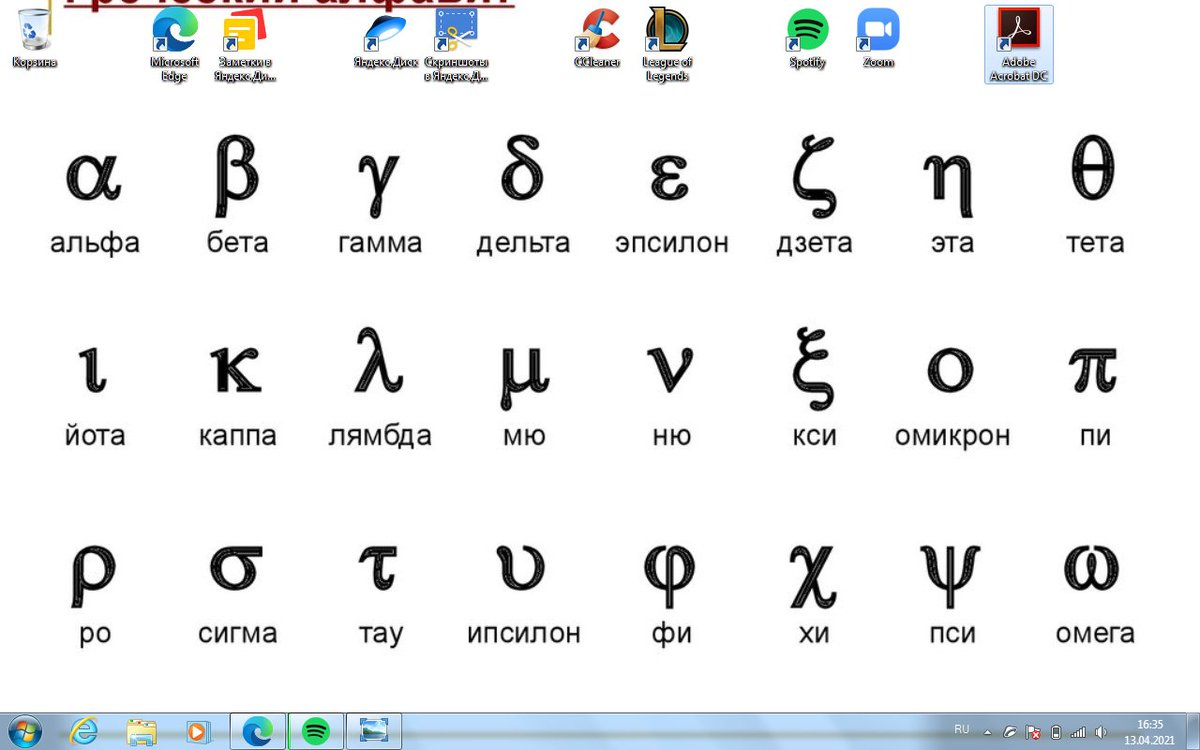 Греческий алфавит
Корзина
Microsoft Edge
Заметки в Яндекс.Ди...
Яндекс.Диск
Скриншоты в Яндекс.Д...
CCleaner
League of Legends
Spotify
Zoom
Adobe Acrobat DC
α β γ δ ε ζ η θ
альфа бета гамма дельта эпсилон дзета эта тета
ι κ λ μ ν ξ ο π
йота каппа лямбда мю ню кси омикрон пи
ρ σ τ υ φ χ ψ ω
ро сигма тау ипсилон фи хи пси омега
RU
16:35
13.04.2021